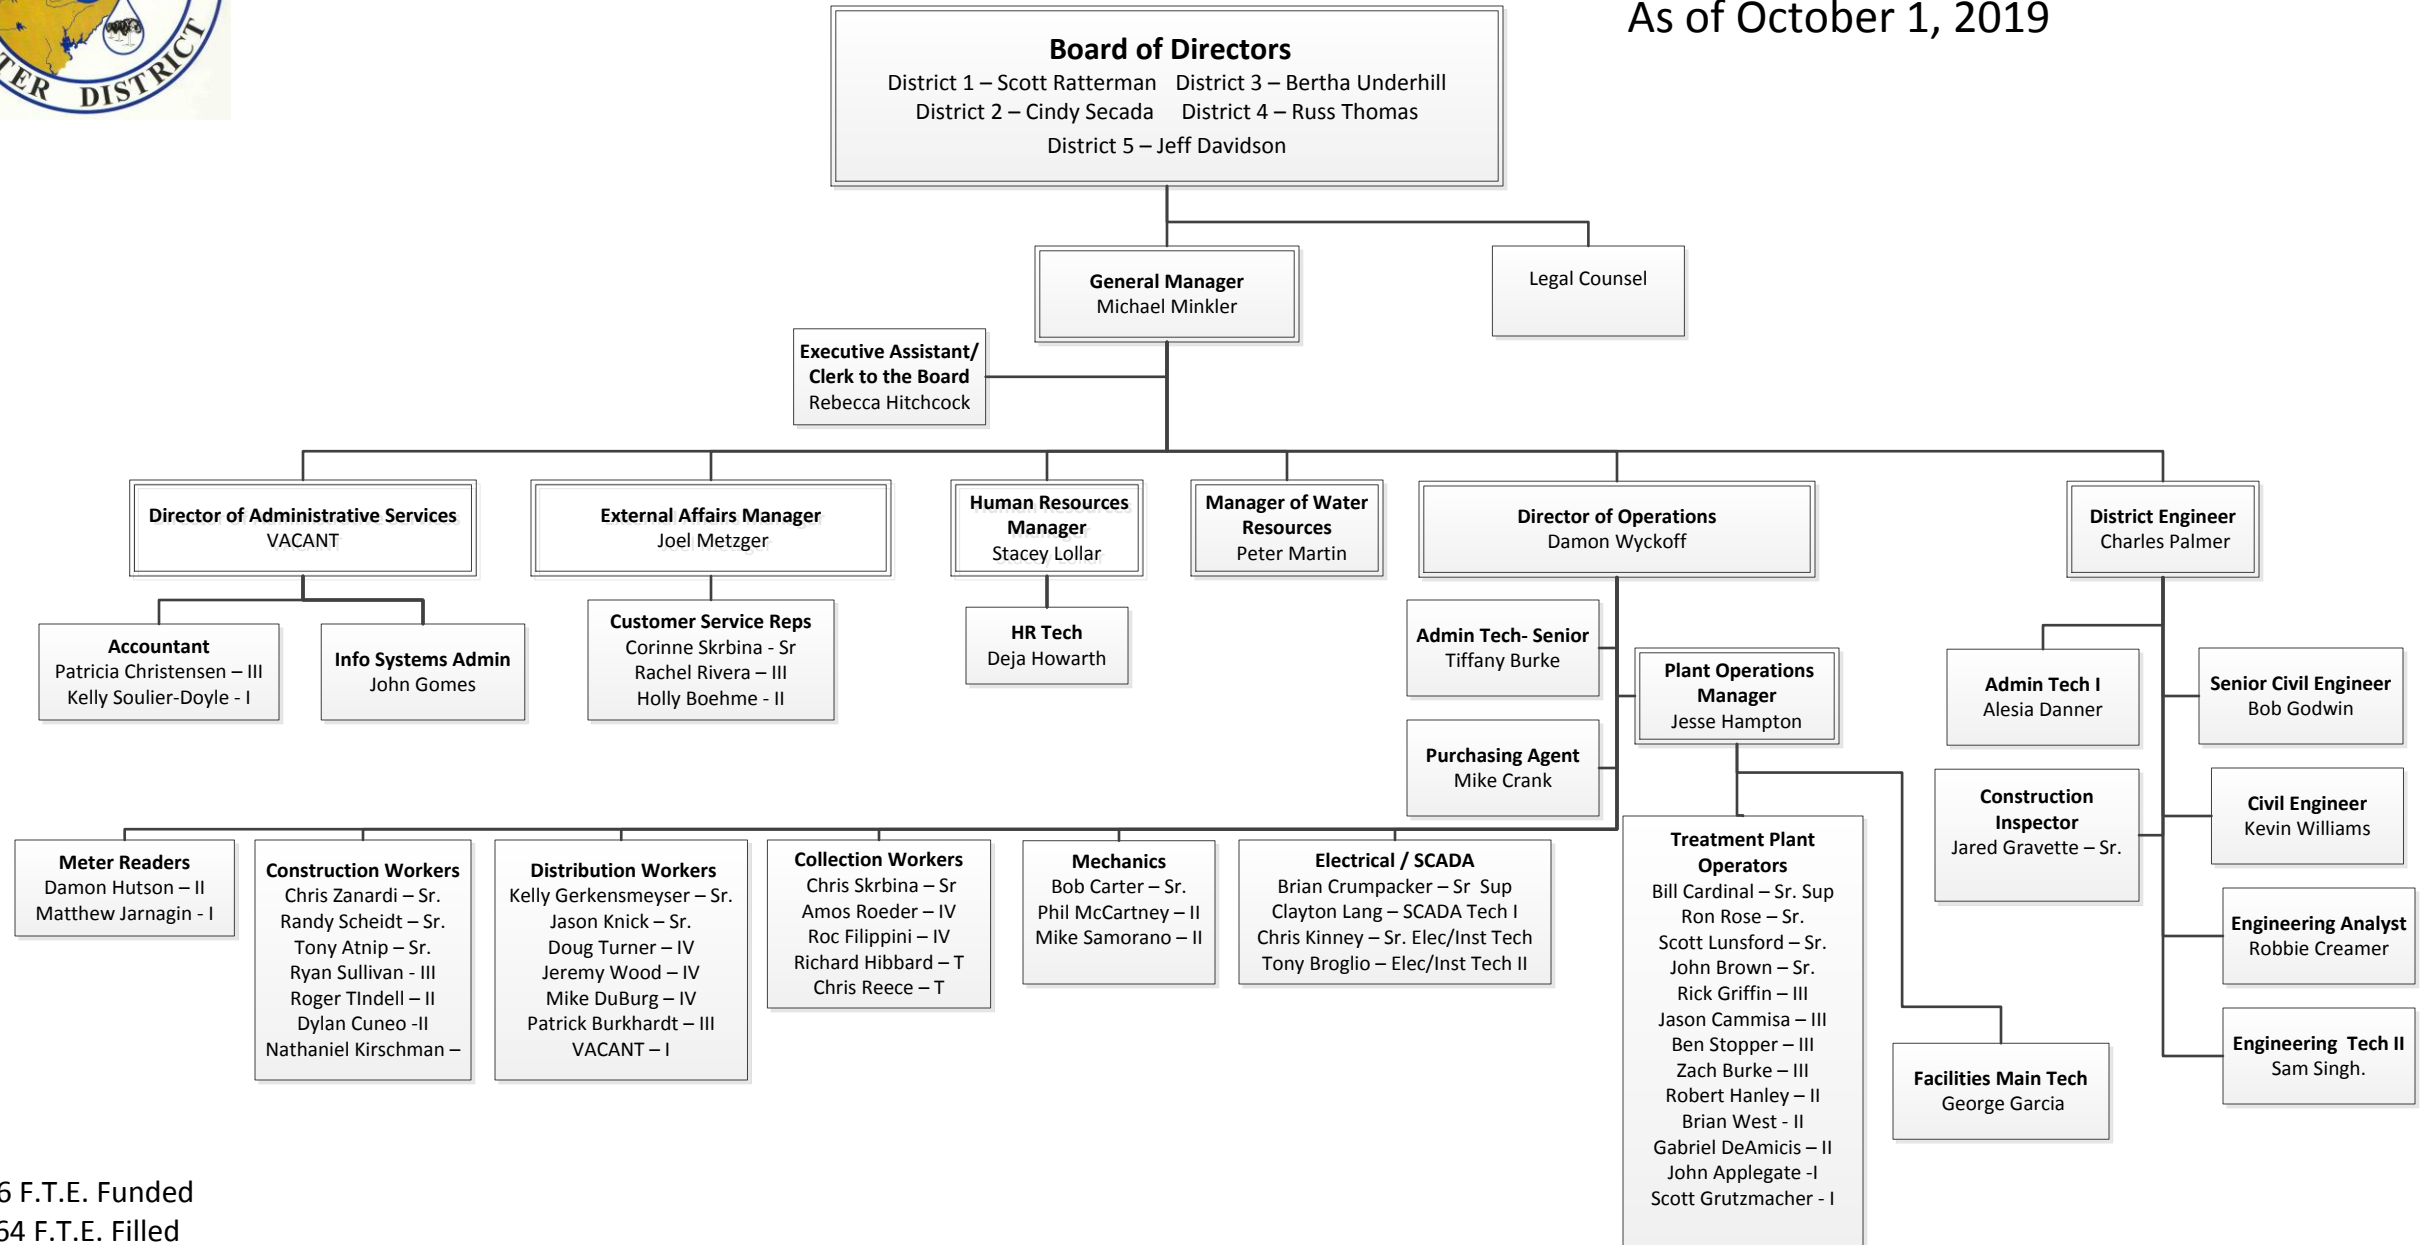 DISTRICT
As of October 1, 2019
Board of Directors
District 1 – Scott Ratterman District 3 – Bertha Underhill
District 2 – Cindy Secada District 4 – Russ Thomas
District 5 – Jeff Davidson
General Manager
Michael Minkler
Legal Counsel
Executive Assistant/
Clerk to the Board
Rebecca Hitchcock
Director of Administrative Services
VACANT
External Affairs Manager
Joel Metzger
Human Resources
Manager
Stacey Lollar
Manager of Water
Resources
Peter Martin
Director of Operations
Damon Wyckoff
District Engineer
Charles Palmer
Accountant
Patricia Christensen – III
Kelly Soulier-Doyle - I
Info Systems Admin
John Gomes
Customer Service Reps
Corinne Skrbina - Sr
Rachel Rivera – III
Holly Boehme - II
HR Tech
Deja Howarth
Admin Tech- Senior
Tiffany Burke
Plant Operations
Manager
Jesse Hampton
Purchasing Agent
Mike Crank
Admin Tech I
Alesia Danner
Senior Civil Engineer
Bob Godwin
Construction
Inspector
Jared Gravette – Sr.
Civil Engineer
Kevin Williams
Engineering Analyst
Robbie Creamer
Engineering Tech II
Sam Singh.
Meter Readers
Damon Hutson – II
Matthew Jarnagin - I
Construction Workers
Chris Zanardi – Sr.
Randy Scheidt – Sr.
Tony Atnip – Sr.
Ryan Sullivan - III
Roger TIndell – II
Dylan Cuneo -II
Nathaniel Kirschman –
Distribution Workers
Kelly Gerkensmeyser – Sr.
Jason Knick – Sr.
Doug Turner – IV
Jeremy Wood – IV
Mike DuBurg – IV
Patrick Burkhardt – III
VACANT – I
Collection Workers
Chris Skrbina – Sr
Amos Roeder – IV
Roc Filippini – IV
Richard Hibbard – T
Chris Reece – T
Mechanics
Bob Carter – Sr.
Phil McCartney – II
Mike Samorano – II
Electrical / SCADA
Brian Crumpacker – Sr Sup
Clayton Lang – SCADA Tech I
Chris Kinney – Sr. Elec/Inst Tech
Tony Broglio – Elec/Inst Tech II
Treatment Plant
Operators
Bill Cardinal – Sr. Sup
Ron Rose – Sr.
Scott Lunsford – Sr.
John Brown – Sr.
Rick Griffin – III
Jason Cammisa – III
Ben Stopper – III
Zach Burke – III
Robert Hanley – II
Brian West - II
Gabriel DeAmicis – II
John Applegate -I
Scott Grutzmacher - I
Facilities Main Tech
George Garcia
6 F.T.E. Funded
64 F.T.E. Filled